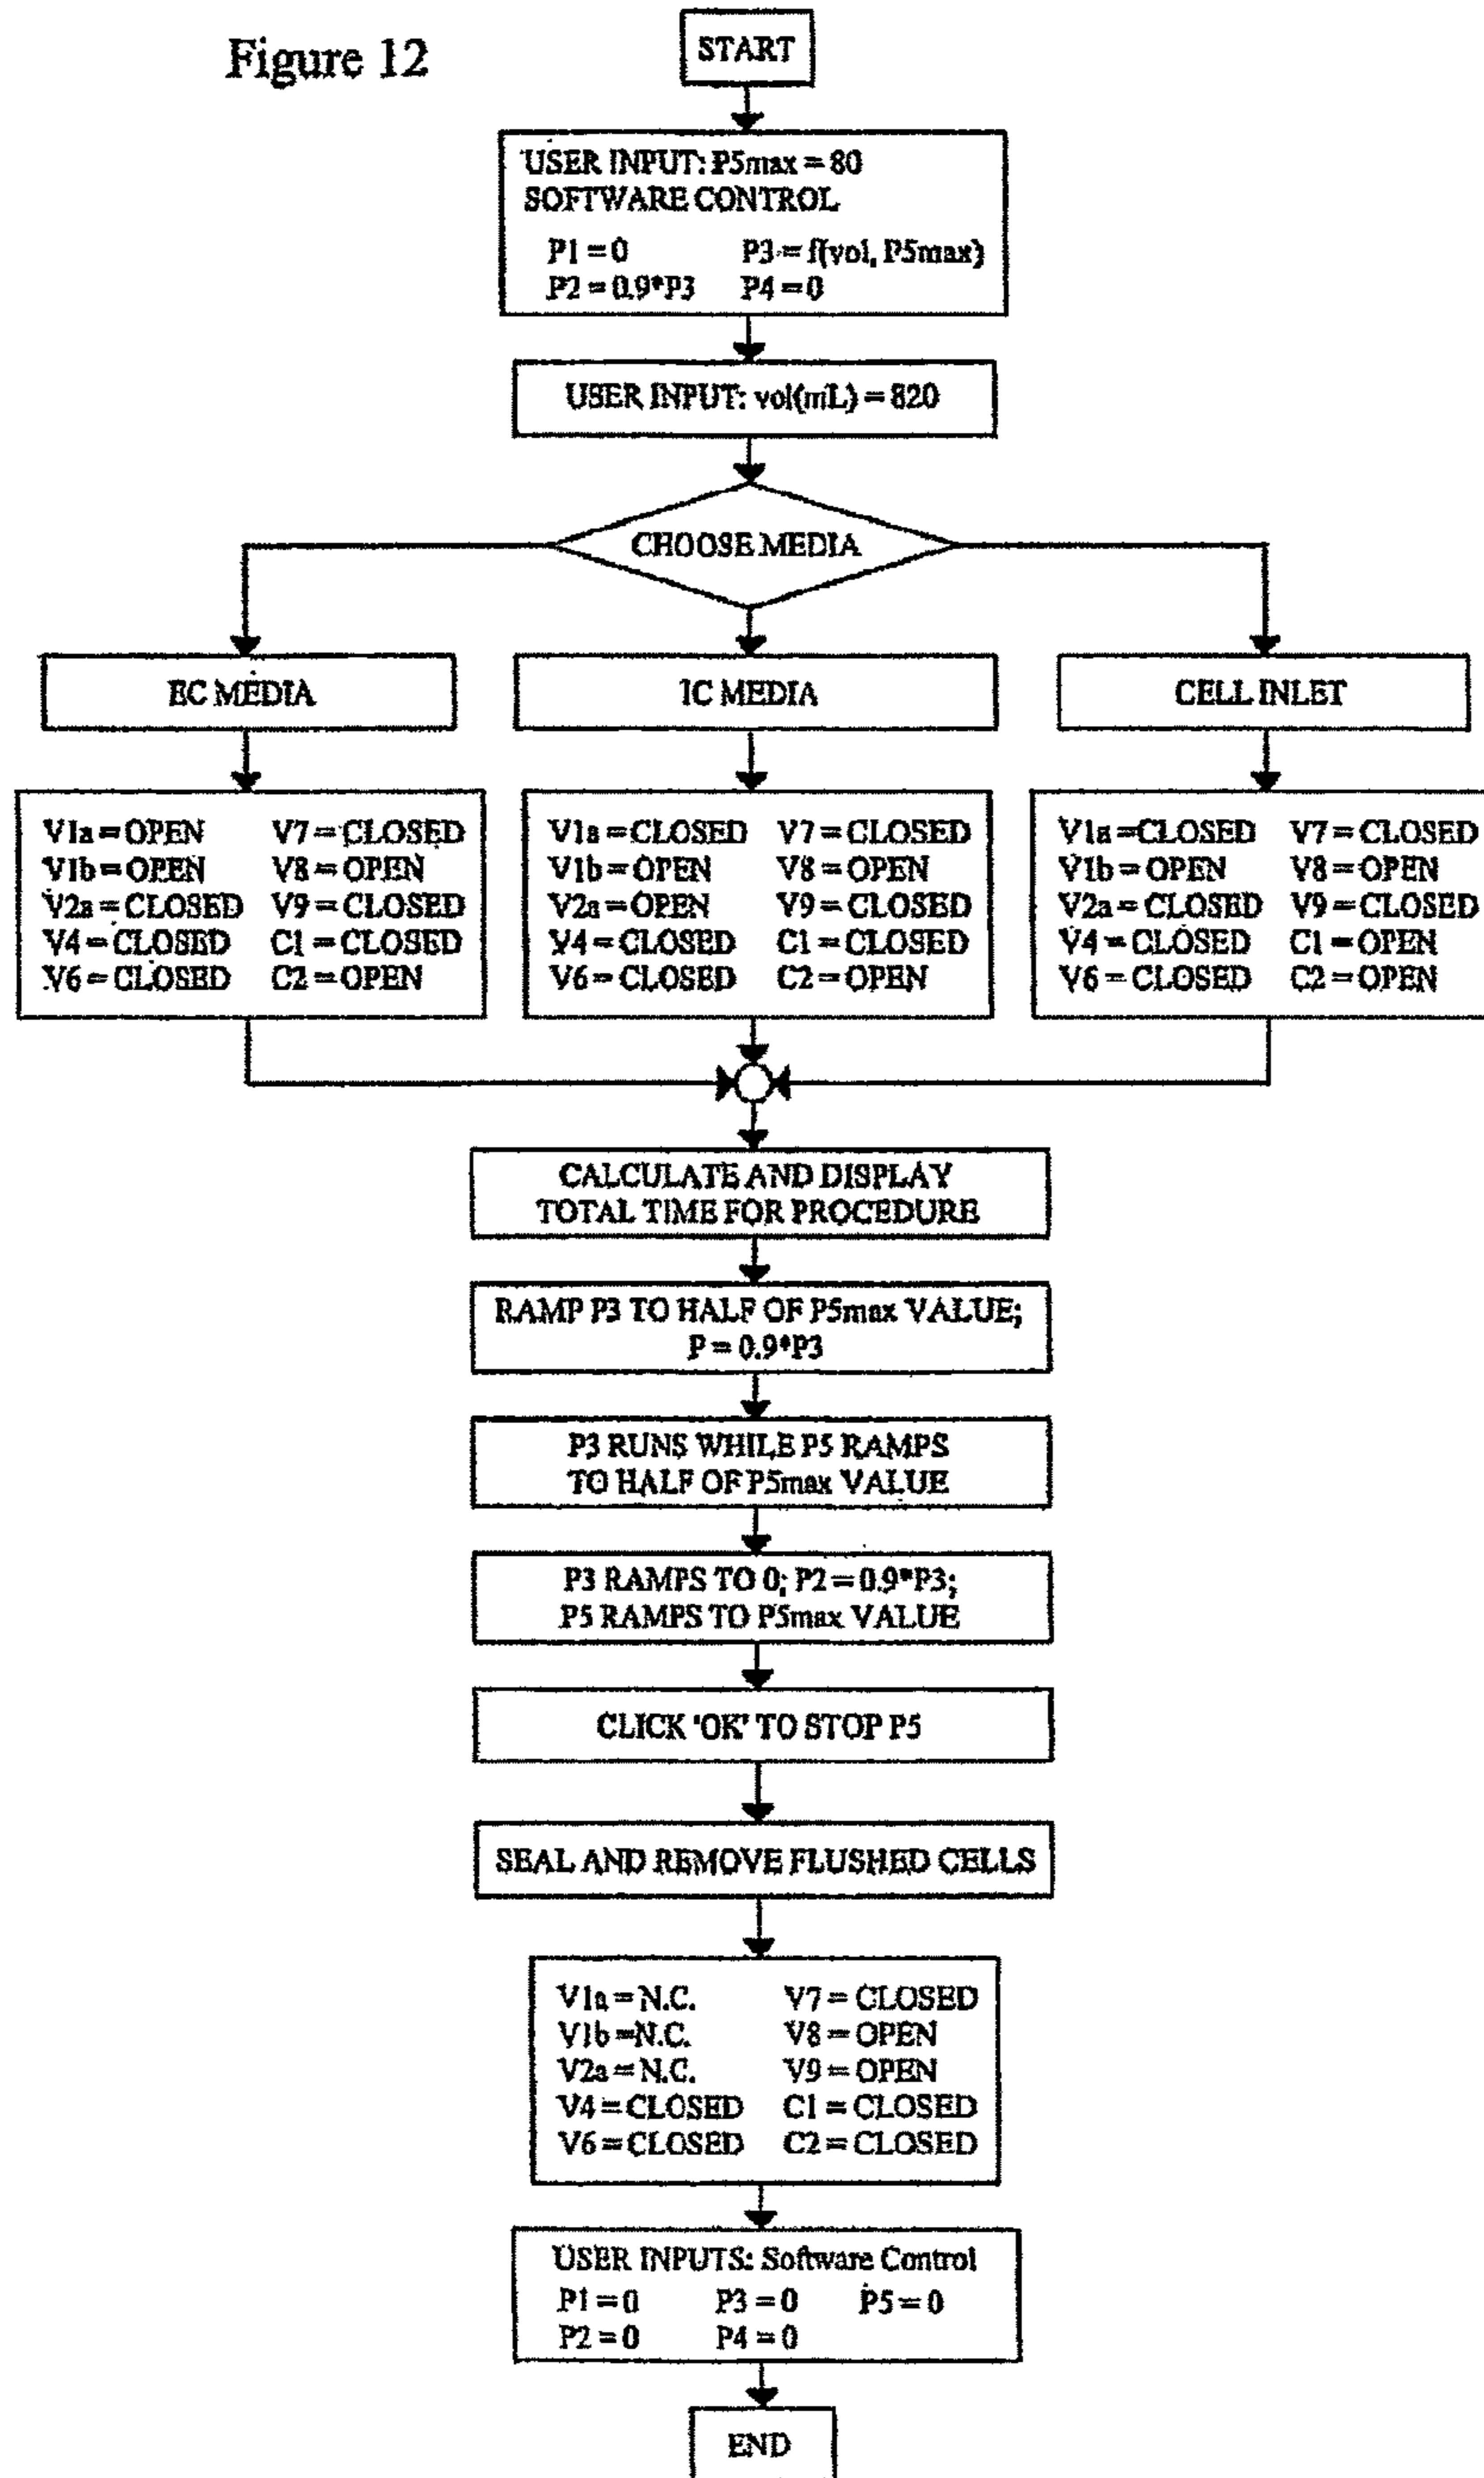 Figure 12
START
USER INPUT: P5max = 80
SOFTWARE CONTROL
P1 = 0 P3 = f(vol, P5max)
P2 = 0.9*P3 P4 = 0
USER INPUT: vol(mL) = 820
CHOOSE MEDIA
EC MEDIA
IC MEDIA
CELL INLET
V1a = OPEN V7 = CLOSED
V1b = OPEN V8 = OPEN
V2a = CLOSED V9 = CLOSED
V4 = CLOSED C1 = CLOSED
V6 = CLOSED C2 = OPEN
V1a = CLOSED V7 = CLOSED
V1b = OPEN V8 = OPEN
V2a = OPEN V9 = CLOSED
V4 = CLOSED C1 = CLOSED
V6 = CLOSED C2 = OPEN
V1a = CLOSED V7 = CLOSED
V1b = OPEN V8 = OPEN
V2a = CLOSED V9 = CLOSED
V4 = CLOSED C1 = OPEN
V6 = CLOSED C2 = OPEN
CALCULATE AND DISPLAY
TOTAL TIME FOR PROCEDURE
RAMP P3 TO HALF OF P5max VALUE;
P = 0.9*P3
P3 RUNS WHILE P5 RAMPS
TO HALF OF P5max VALUE
P3 RAMPS TO 0; P2 = 0.9*P3;
P5 RAMPS TO P5max VALUE
CLICK 'OK' TO STOP P5
SEAL AND REMOVE FLUSHED CELLS
V1a = N.C. V7 = CLOSED
V1b = N.C. V8 = OPEN
V2a = N.C. V9 = OPEN
V4 = CLOSED C1 = CLOSED
V6 = CLOSED C2 = CLOSED
USER INPUTS: Software Control
P1 = 0 P3 = 0 P5 = 0
P2 = 0 P4 = 0
END